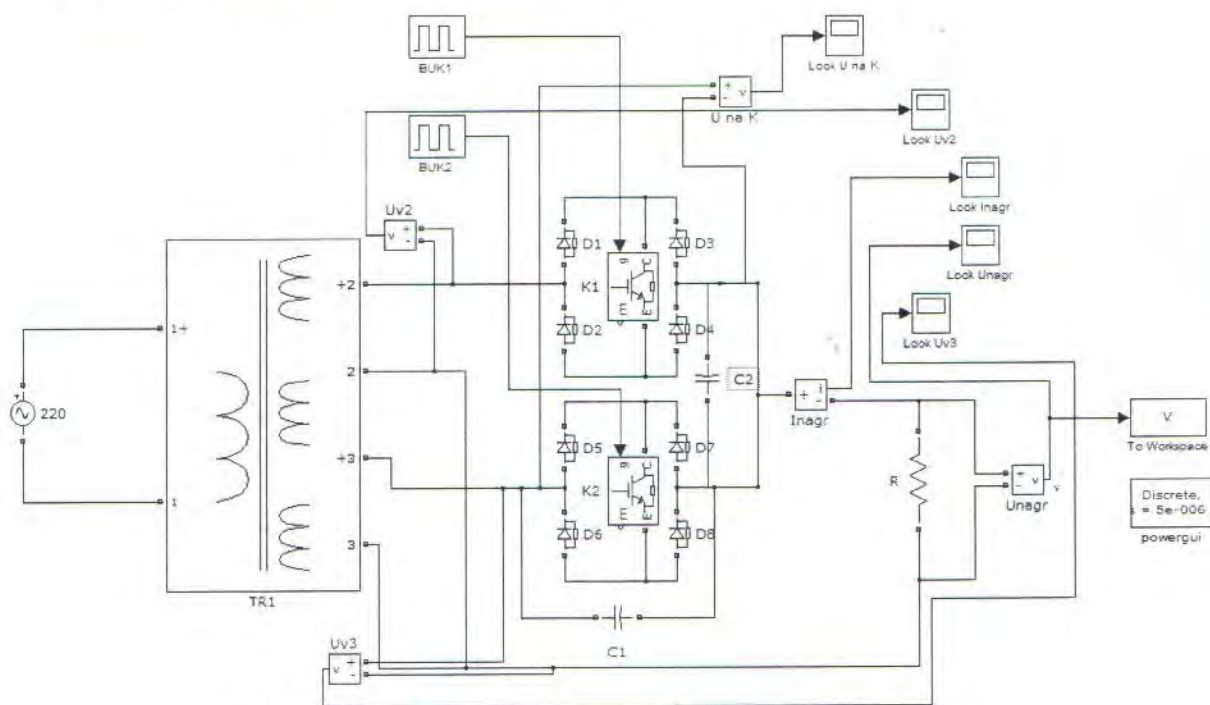 BUK1
Look U na K
U na K
BUK2
Look Uv2
Look Inagr
Uv2
Look Unagr
D1
D3
g
C
K1
m
E
D2
D4
Look Uv3
+2
1+
2
220
C2
i
Inagr
V
To Workspace
D5
D7
g
C
K2
m
E
D6
D8
+3
1
3
R
v
Unagr
v
Discrete,
s = 5e-006
powergui
TR1
C1
Uv3
v